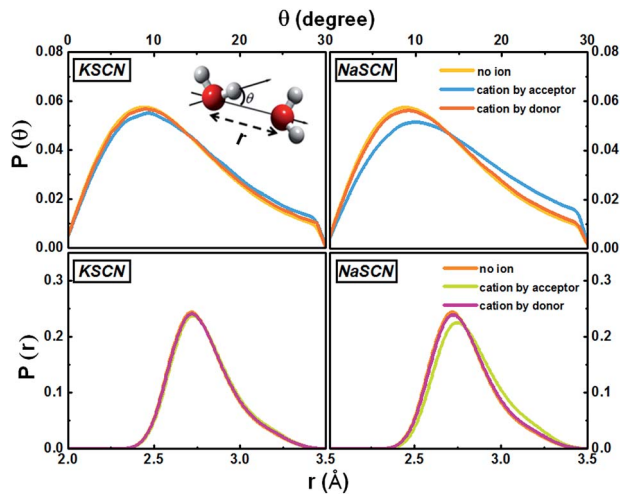 θ (degree)
0 10 20 30 0 10 20 30
0.08 KSCN NaSCN 0.08
no ion
cation by acceptor
cation by donor
θ
r
0.06 0.06
P(θ)
0.04 0.04
0.02 0.02
0.00 0.00
KSCN NaSCN
no ion
cation by acceptor
cation by donor
0.3 0.3
0.2 0.2
P(r)
0.1 0.1
0.0 0.0
2.0 2.5 3.0 3.5 2.5 3.0 3.5
r (Å)